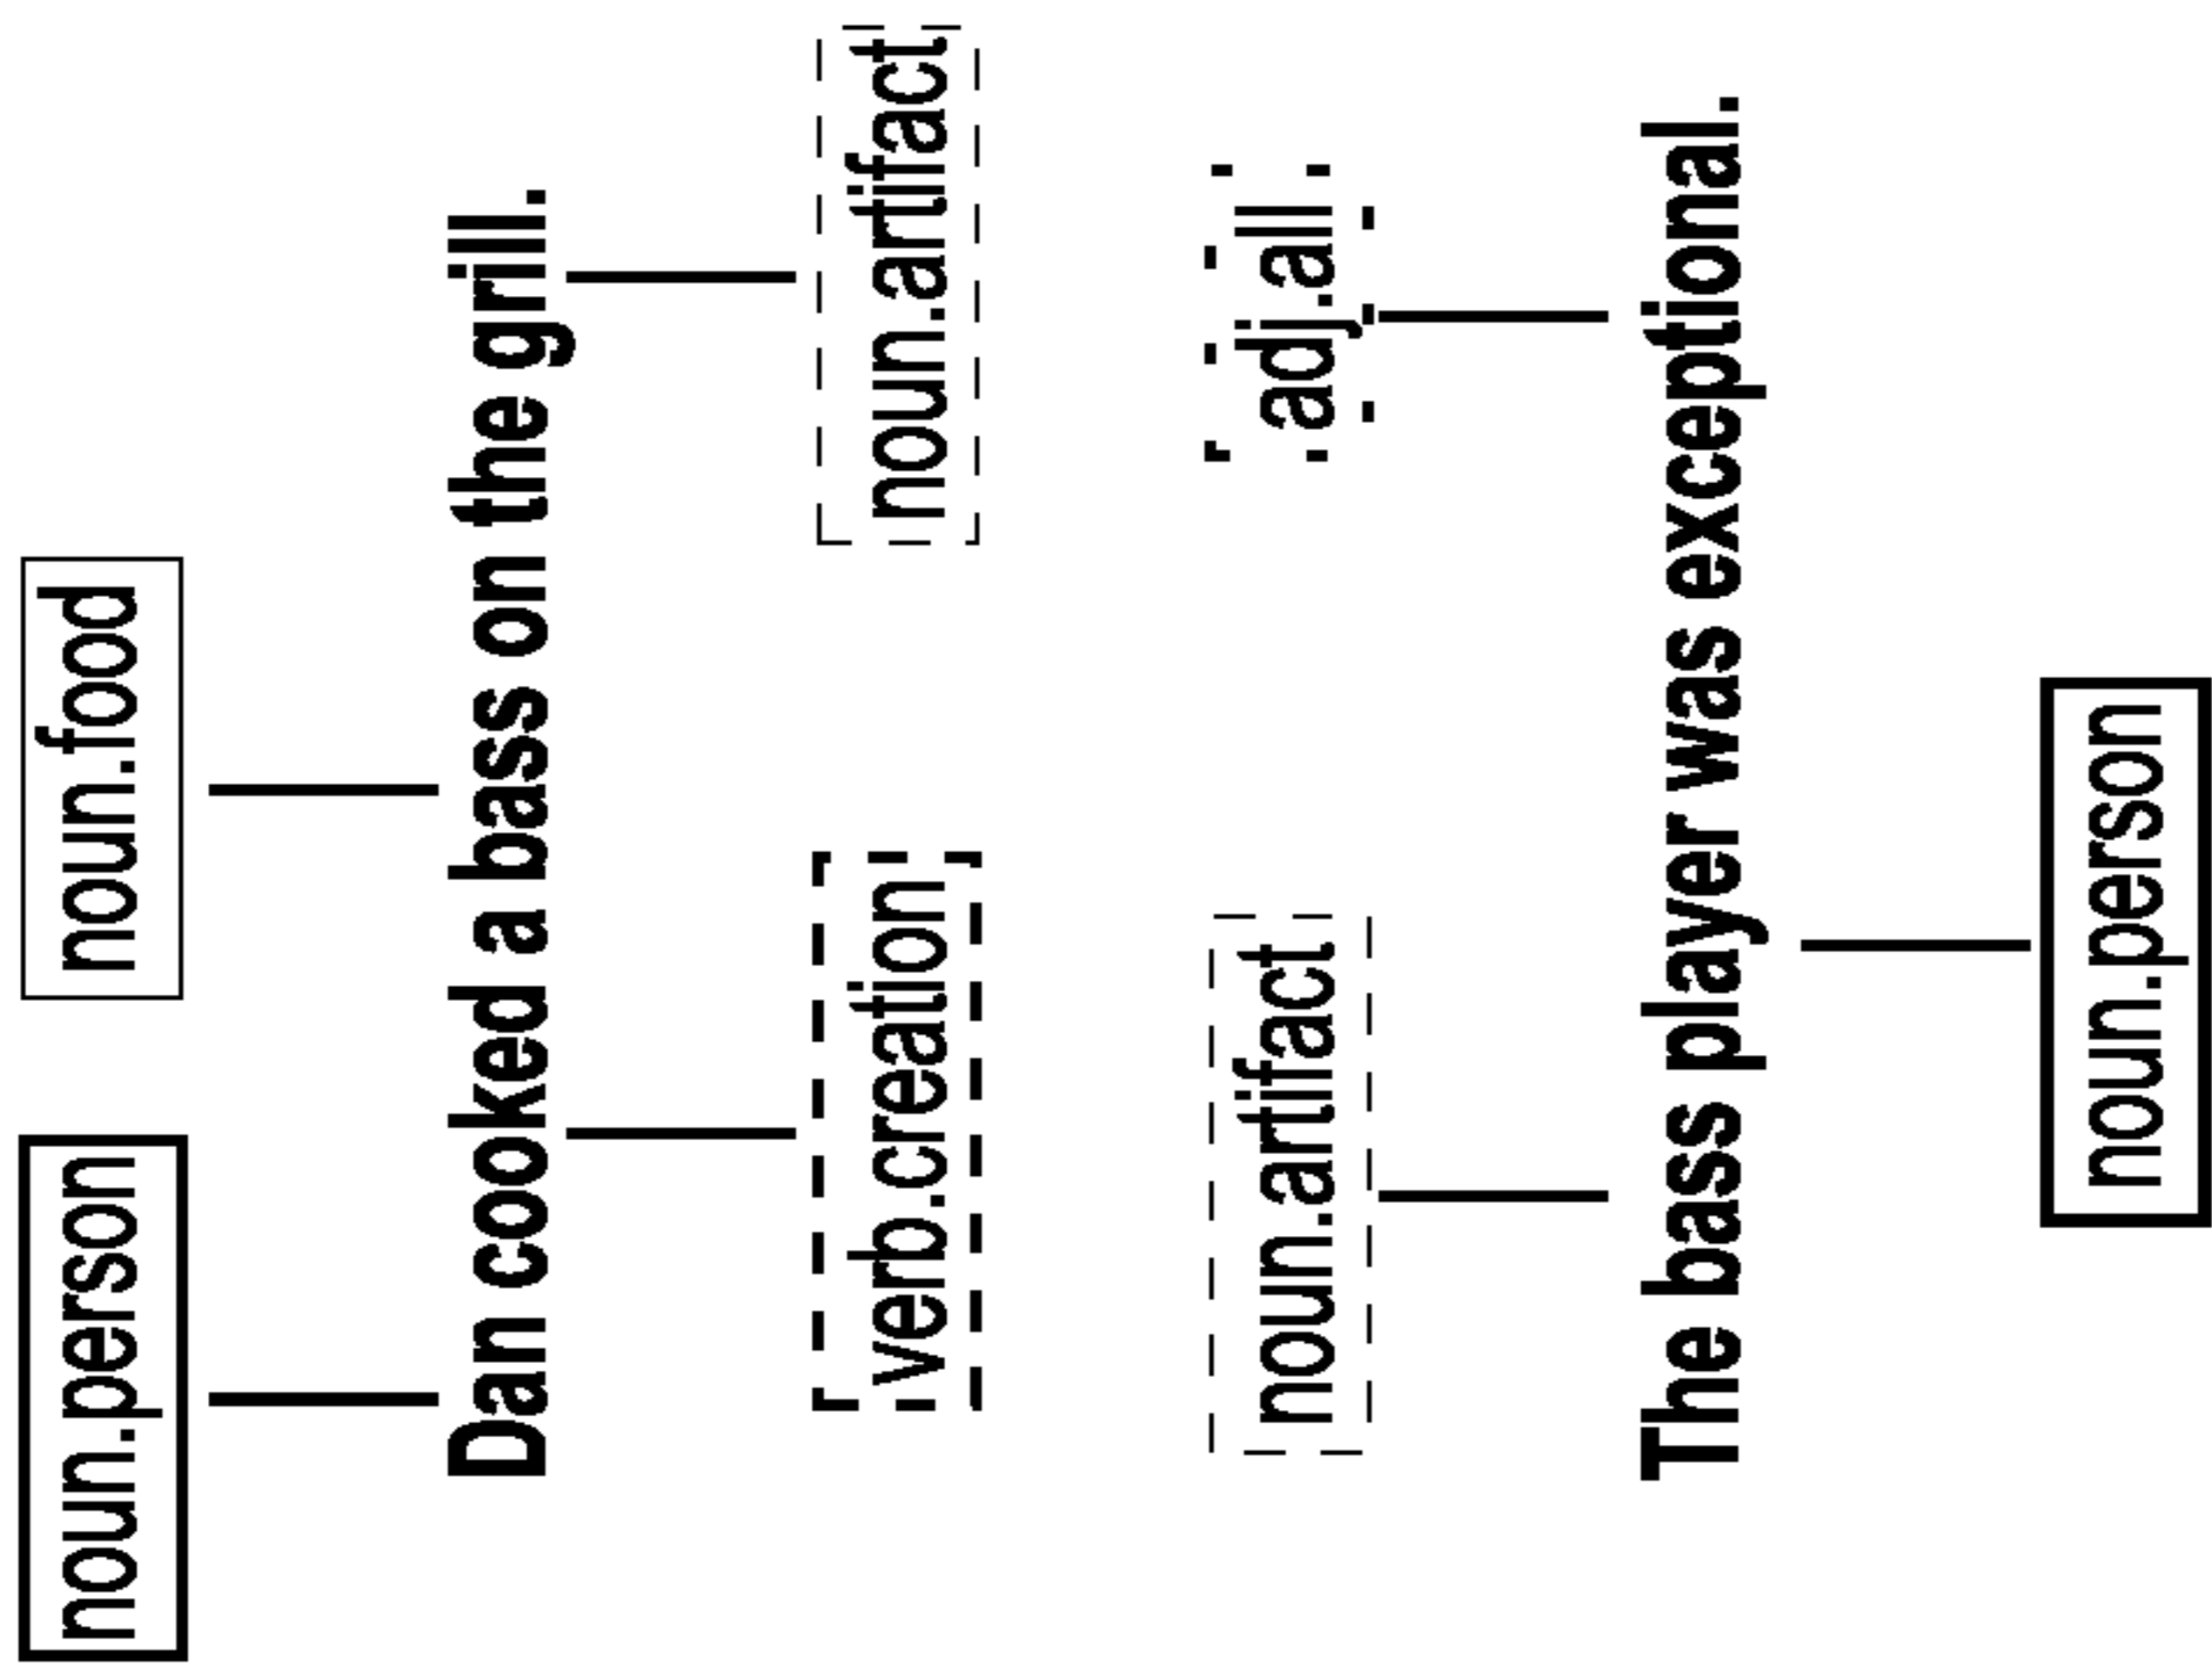 noun.person noun.food
Dan cooked a bass on the grill.
verb.creation noun.artifact
noun.artifact adj.all
The bass player was exceptional.
noun.person